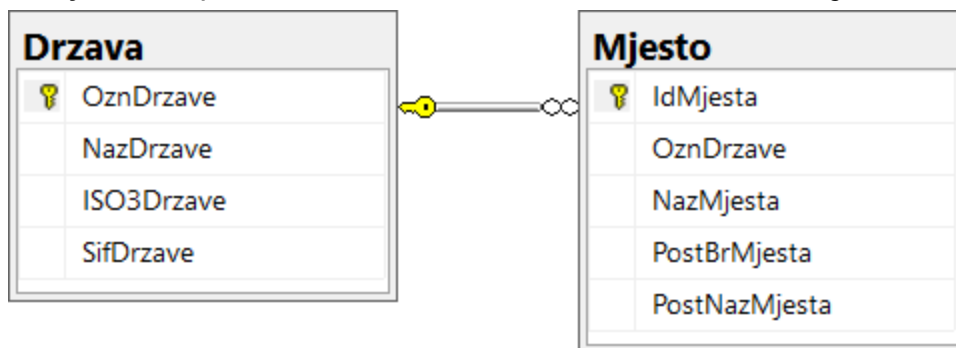 Drzava
OznDrzave
NazDrzave
ISO3Drzave
SifDrzave
Mjesto
IdMjesta
OznDrzave
NazMjesta
PostBrMjesta
PostNazMjesta